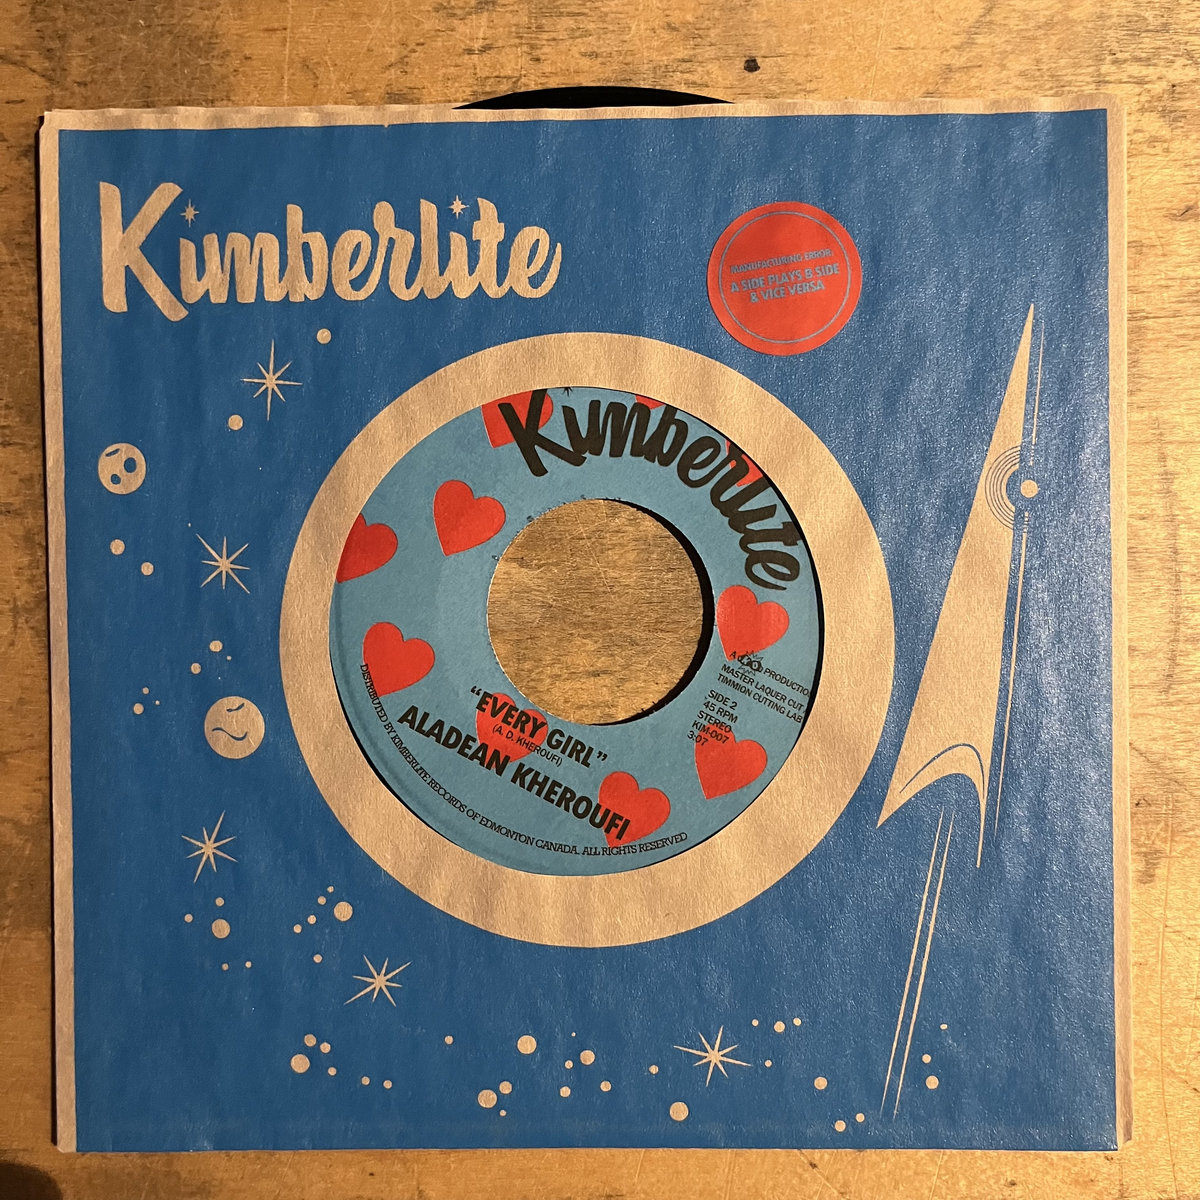 Kimberlite
MANUFACTURING ERROR:
A SIDE PLAYS B SIDE
& VICE VERSA
Kimberlite
PRODUCTION
MASTER LAQUER CUT
TIMMION CUTTING LAB
SIDE 2
45 RPM
STEREO
KIM-007
3:07
“EVERY GIRL”
(A. D. KHEROUFI)
ALADEAN KHEROUFI
DISTRIBUTED BY KIMBERLITE RECORDS OF EDMONTON CANADA. ALL RIGHTS RESERVED